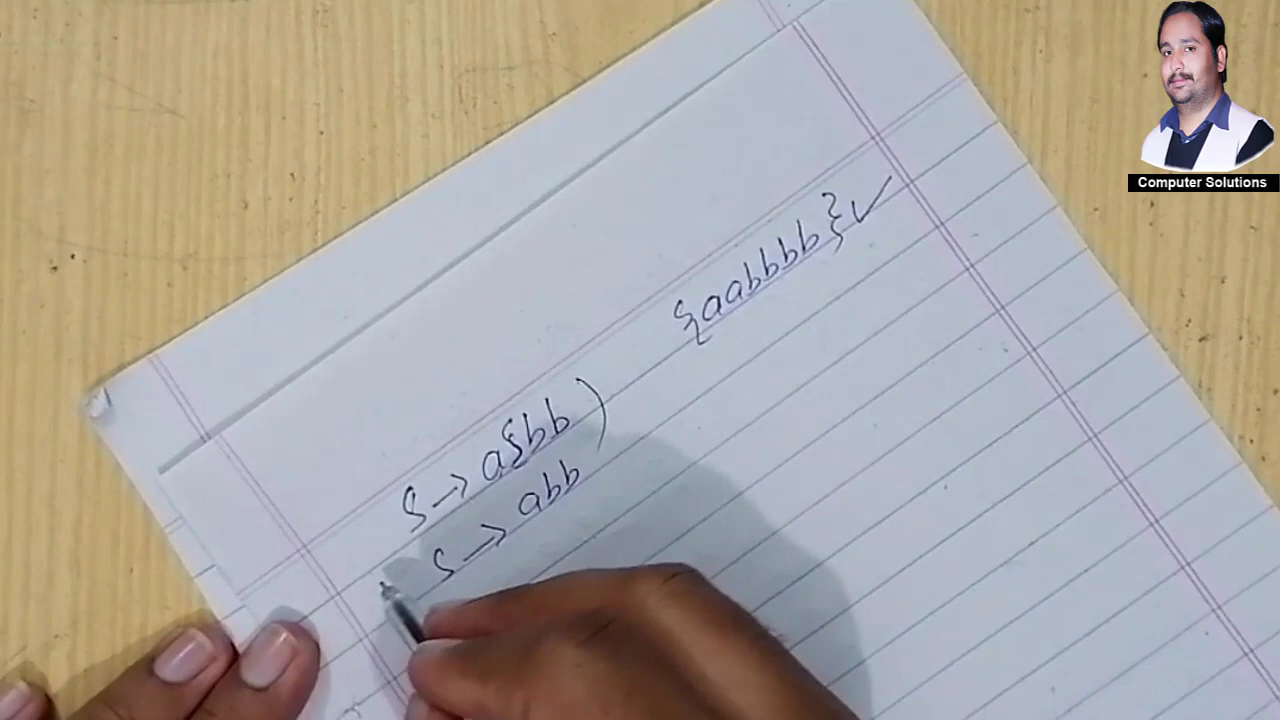 {aabbbb} ✓
S → aSbb )
S → abb
Computer Solutions